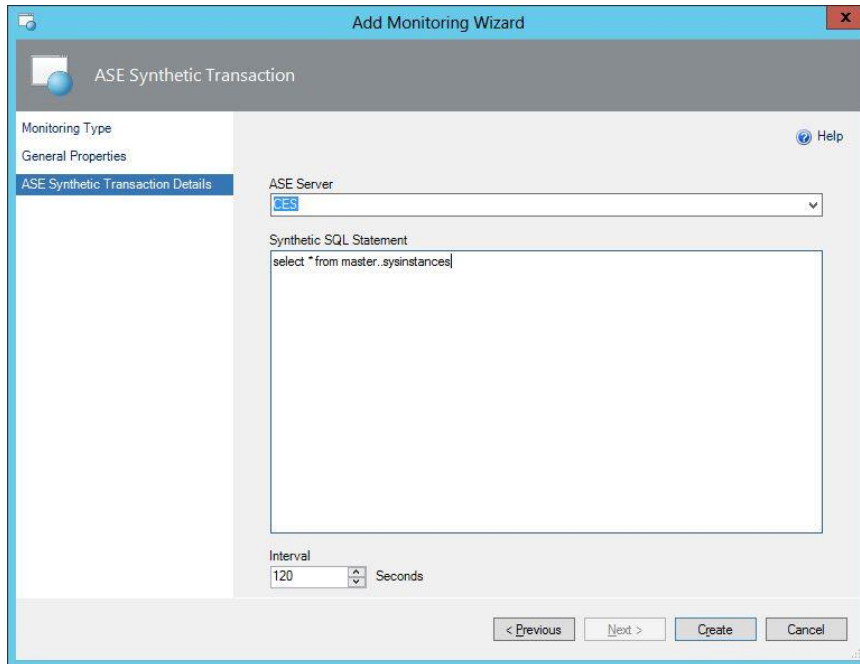 Add Monitoring Wizard
x
ASE Synthetic Transaction
Monitoring Type
General Properties
ASE Synthetic Transaction Details
Help
ASE Server
CES
Synthetic SQL Statement
select * from master..sysinstances
Interval
120 Seconds
< Previous Next > Create Cancel